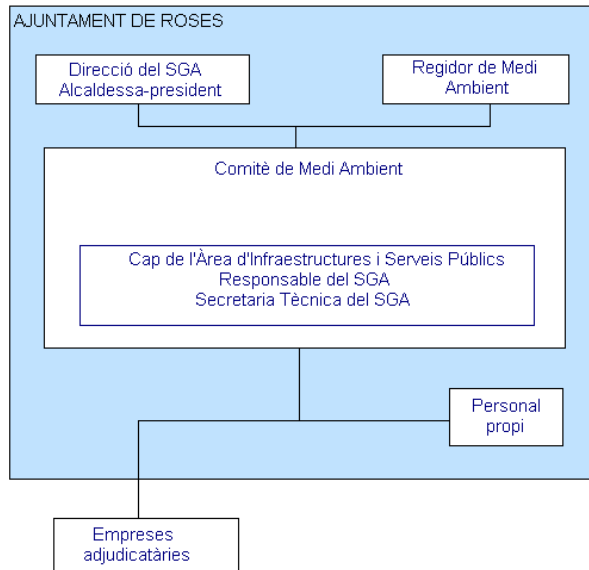 AJUNTAMENT DE ROSES
Direcció del SGA
Alcaldessa-president
Regidor de Medi
Ambient
Comitè de Medi Ambient
Cap de l'Àrea d'Infraestructures i Serveis Públics
Responsable del SGA
Secretaria Tècnica del SGA
Personal
propi
Empreses
adjudicatàries